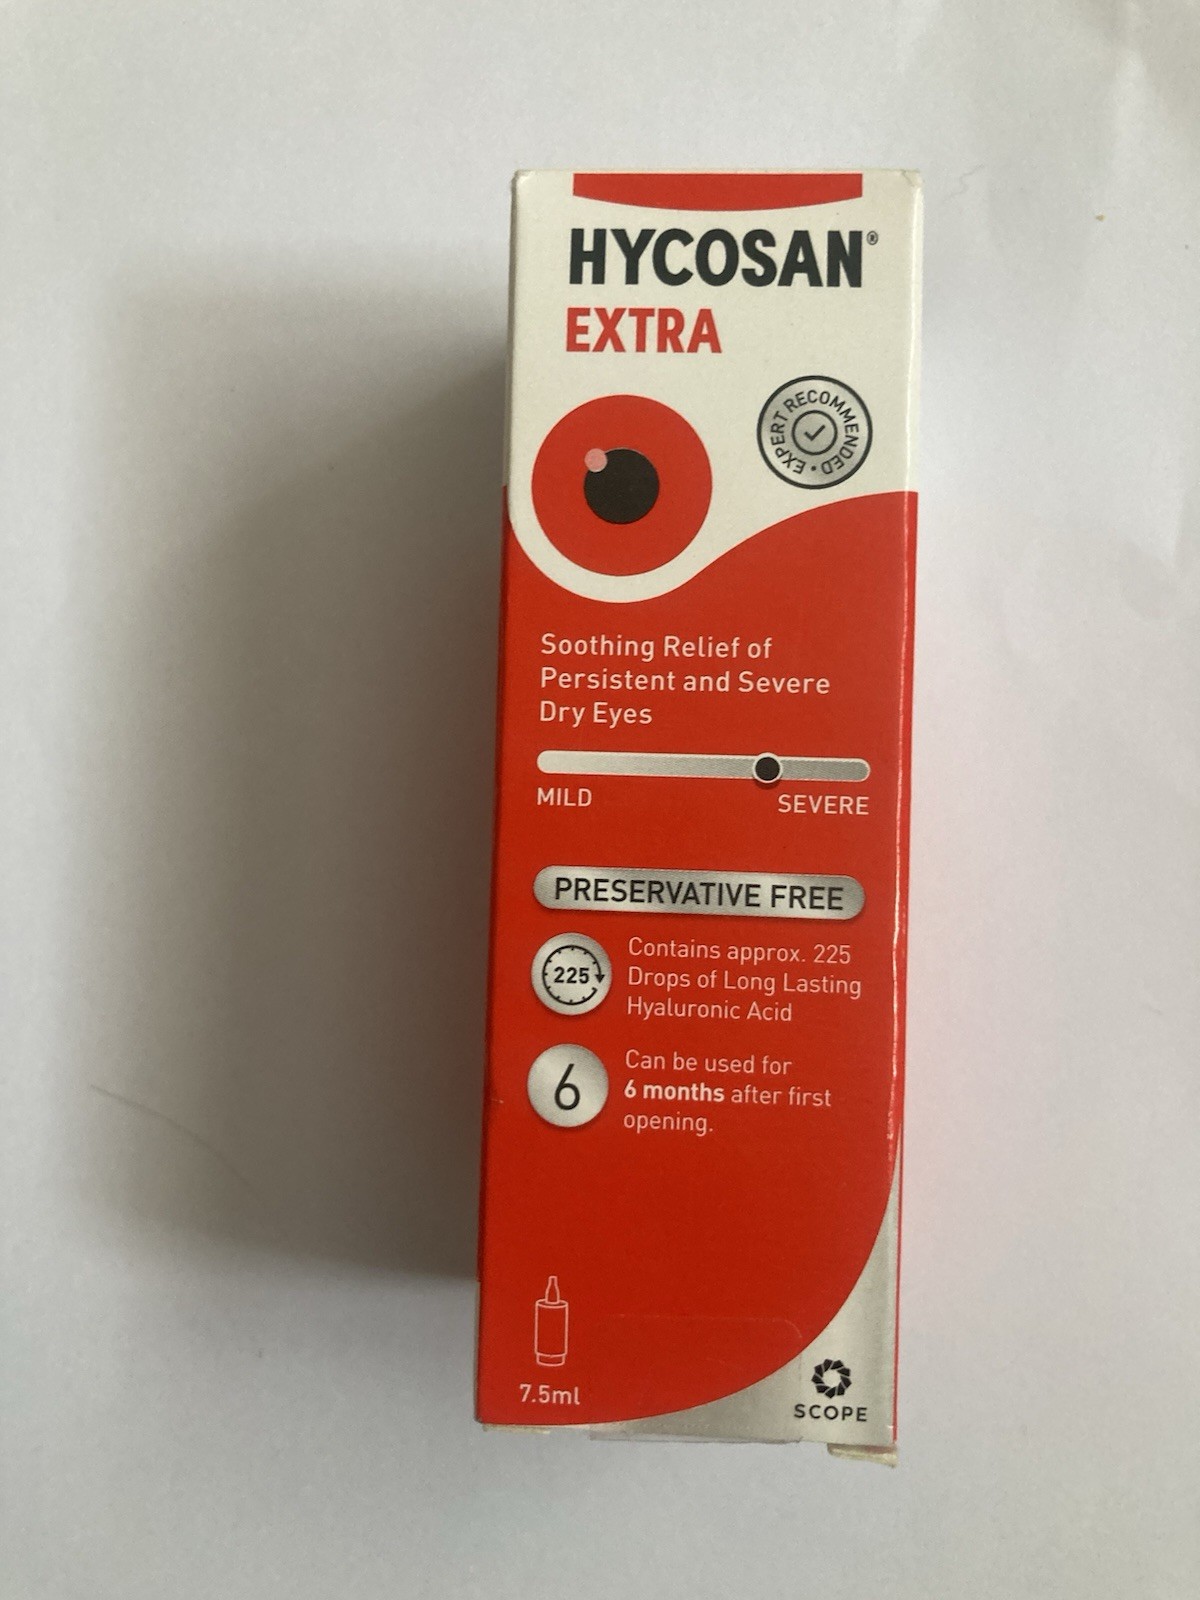 HYCOSAN®
EXTRA
EXPERT RECOMMENDED •
Soothing Relief of
Persistent and Severe
Dry Eyes
MILD
SEVERE
PRESERVATIVE FREE
225
Contains approx. 225
Drops of Long Lasting
Hyaluronic Acid
6
Can be used for
6 months after first
opening.
7.5ml
SCOPE